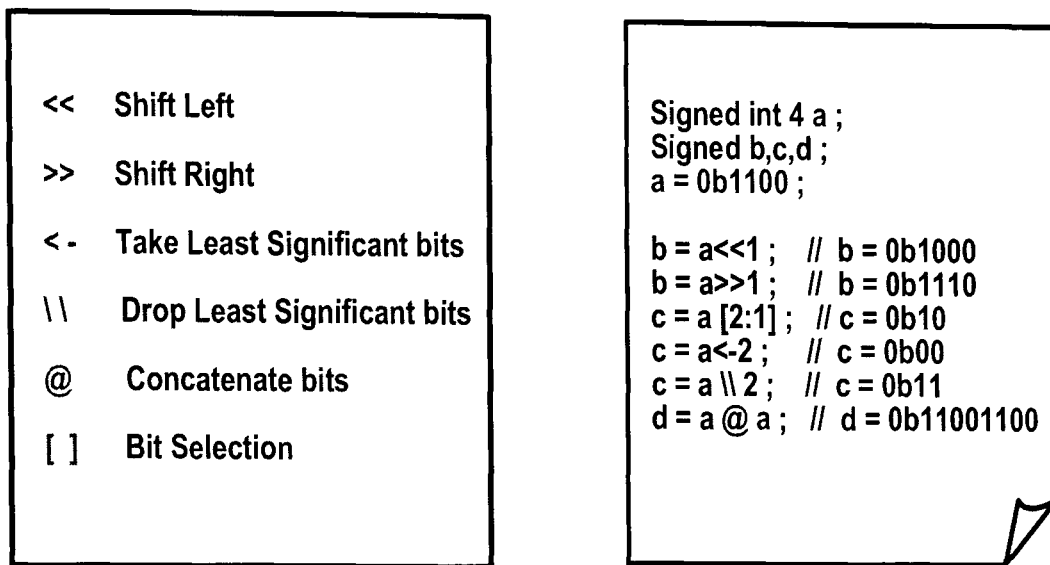 << Shift Left
>> Shift Right
< - Take Least Significant bits
\ \ Drop Least Significant bits
@ Concatenate bits
[ ] Bit Selection
Signed int 4 a ;
Signed b,c,d ;
a = 0b1100 ;
b = a<<1 ; // b = 0b1000
b = a>>1 ; // b = 0b1110
c = a [2:1] ; // c = 0b10
c = a<-2 ; // c = 0b00
c = a \\ 2 ; // c = 0b11
d = a @ a ; // d = 0b11001100